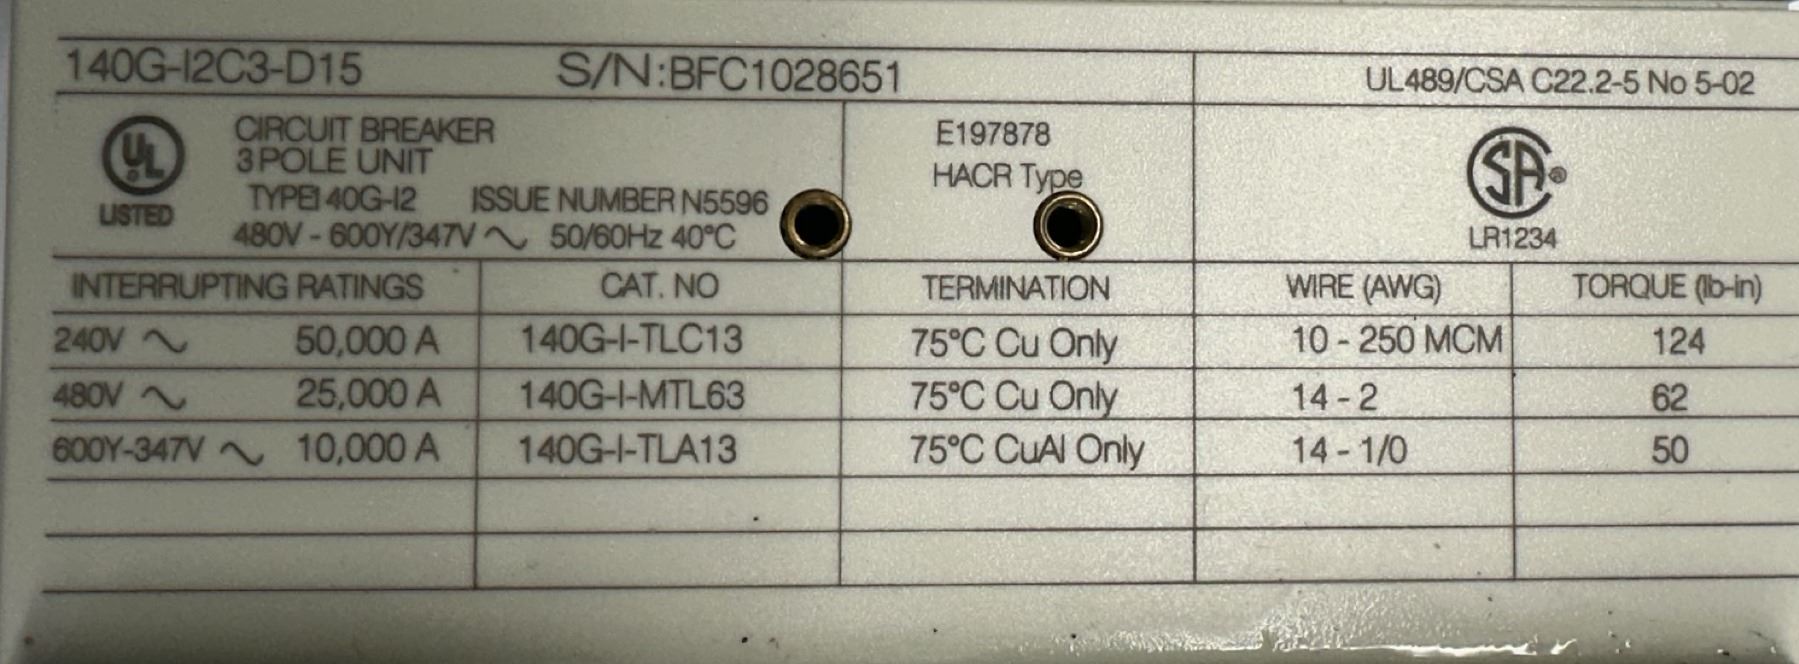 140G-I2C3-D15 S/N:BFC1028651 UL489/CSA C22.2-5 No 5-02
UL
LISTED
CIRCUIT BREAKER
3 POLE UNIT
TYPE140G-I2 ISSUE NUMBER N5596
480V - 600Y/347V ~ 50/60Hz 40°C
E197878
HACR Type
SA®
LR1234
INTERRUPTING RATINGS CAT. NO TERMINATION WIRE (AWG) TORQUE (lb-in)
240V ~ 50,000 A 140G-I-TLC13 75°C Cu Only 10 - 250 MCM 124
480V ~ 25,000 A 140G-I-MTL63 75°C Cu Only 14 - 2 62
600Y-347V ~ 10,000 A 140G-I-TLA13 75°C CuAl Only 14 - 1/0 50